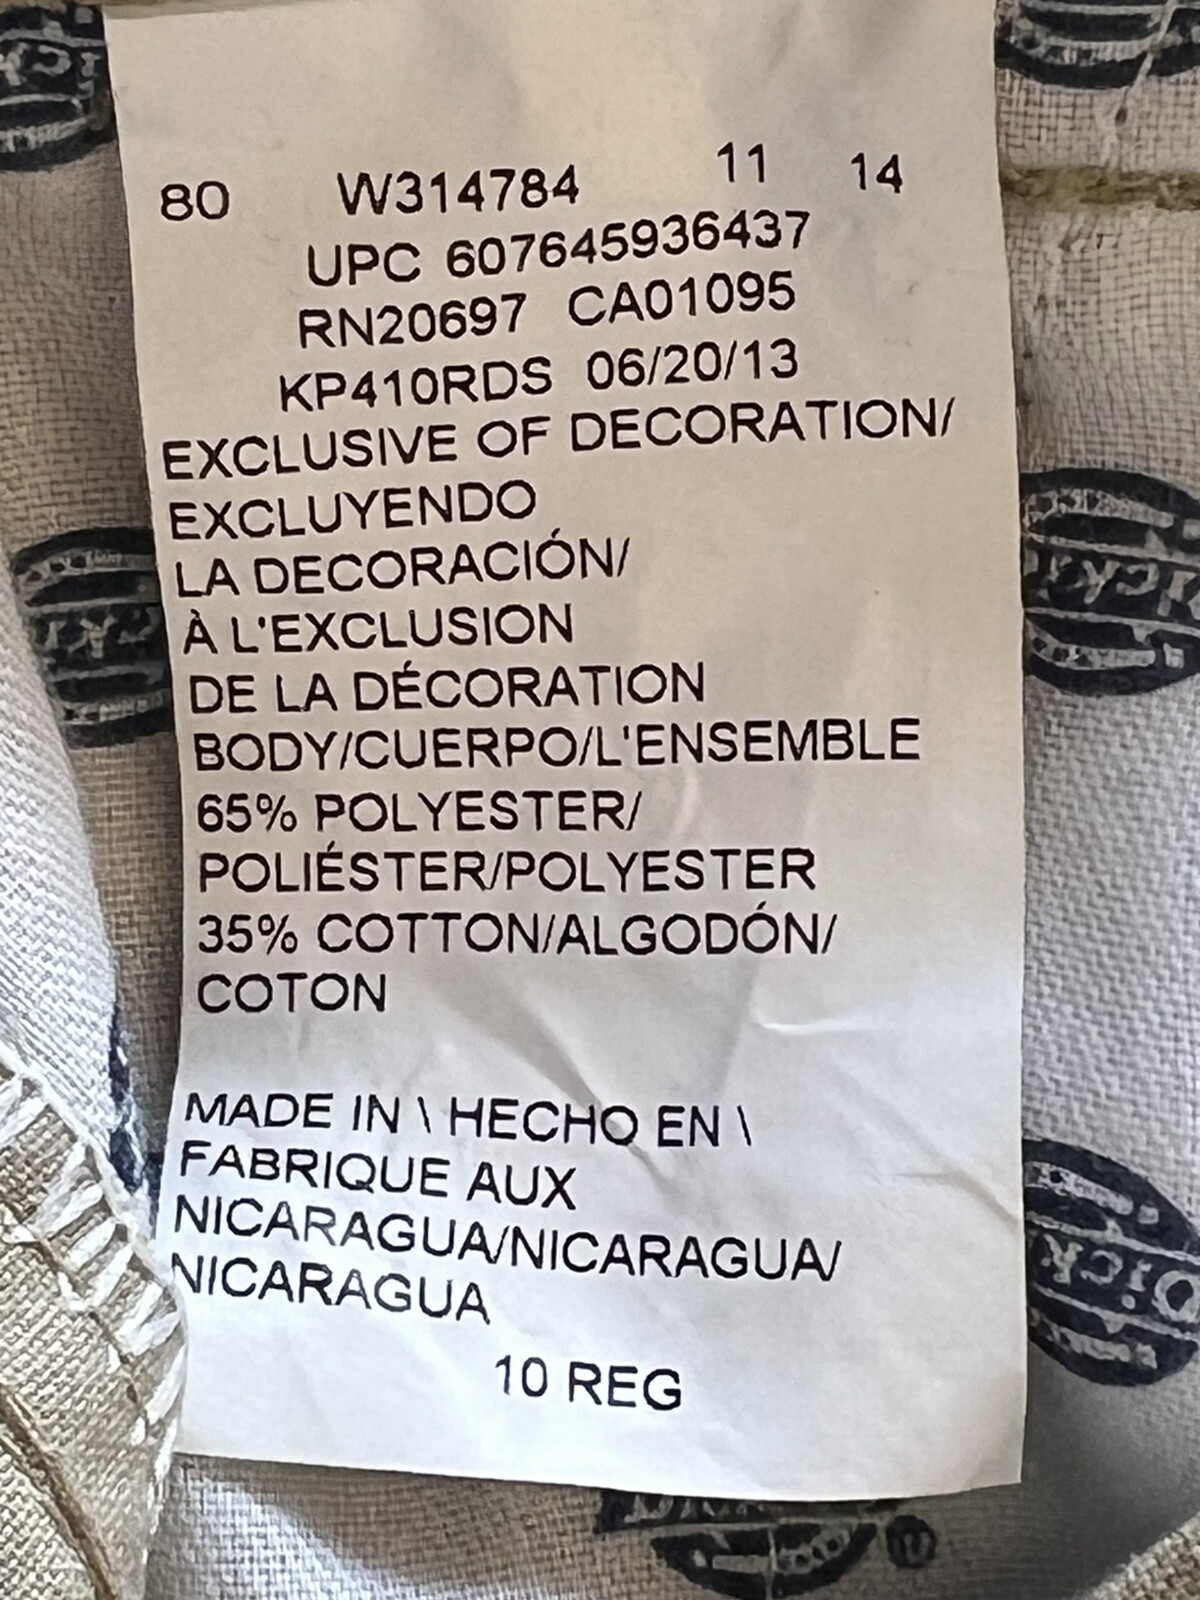 80 W314784 11 14
UPC 607645936437
RN20697 CA01095
KP410RDS 06/20/13
EXCLUSIVE OF DECORATION/
EXCLUYENDO
LA DECORACIÓN/
À L'EXCLUSION
DE LA DÉCORATION
BODY/CUERPO/L'ENSEMBLE
65% POLYESTER/
POLIÉSTER/POLYESTER
35% COTTON/ALGODÓN/
COTON
MADE IN \ HECHO EN \
FABRIQUE AUX
NICARAGUA/NICARAGUA/
NICARAGUA
10 REG